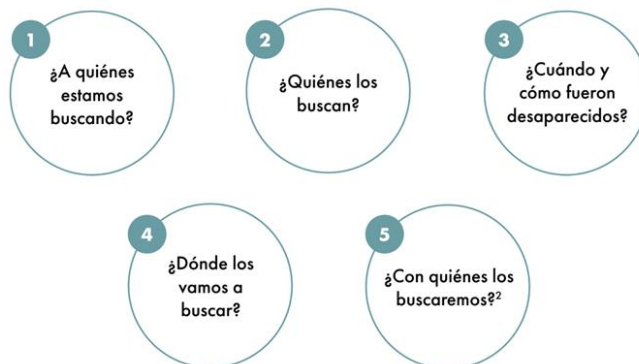 1
¿A quiénes
estamos
buscando?
2
¿Quiénes los
buscan?
3
¿Cuándo y
cómo fueron
desaparecidos?
4
¿Dónde los
vamos a
buscar?
5
¿Con quiénes los
buscaremos?²